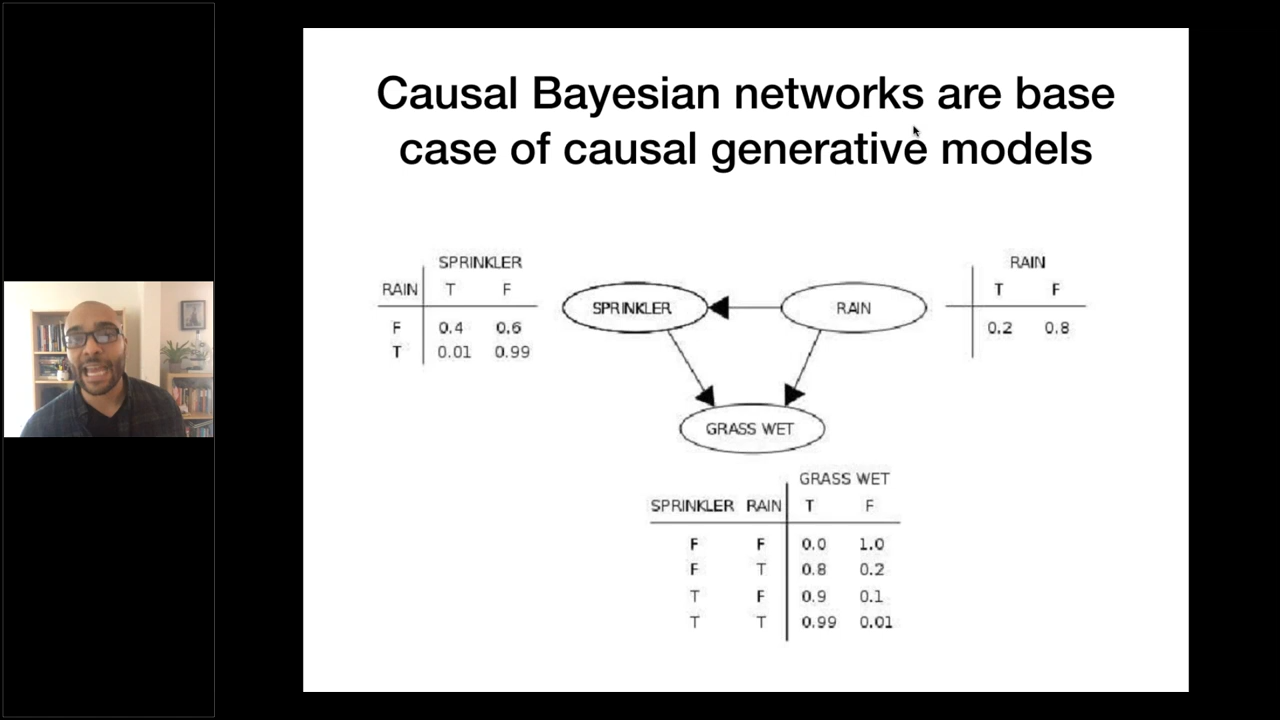 Causal Bayesian networks are base
case of causal generative models
SPRINKLER
RAIN T F
F 0.4 0.6
T 0.01 0.99
SPRINKLER
RAIN
RAIN
T F
0.2 0.8
GRASS WET
GRASS WET
SPRINKLER RAIN T F
F F 0.0 1.0
F T 0.8 0.2
T F 0.9 0.1
T T 0.99 0.01